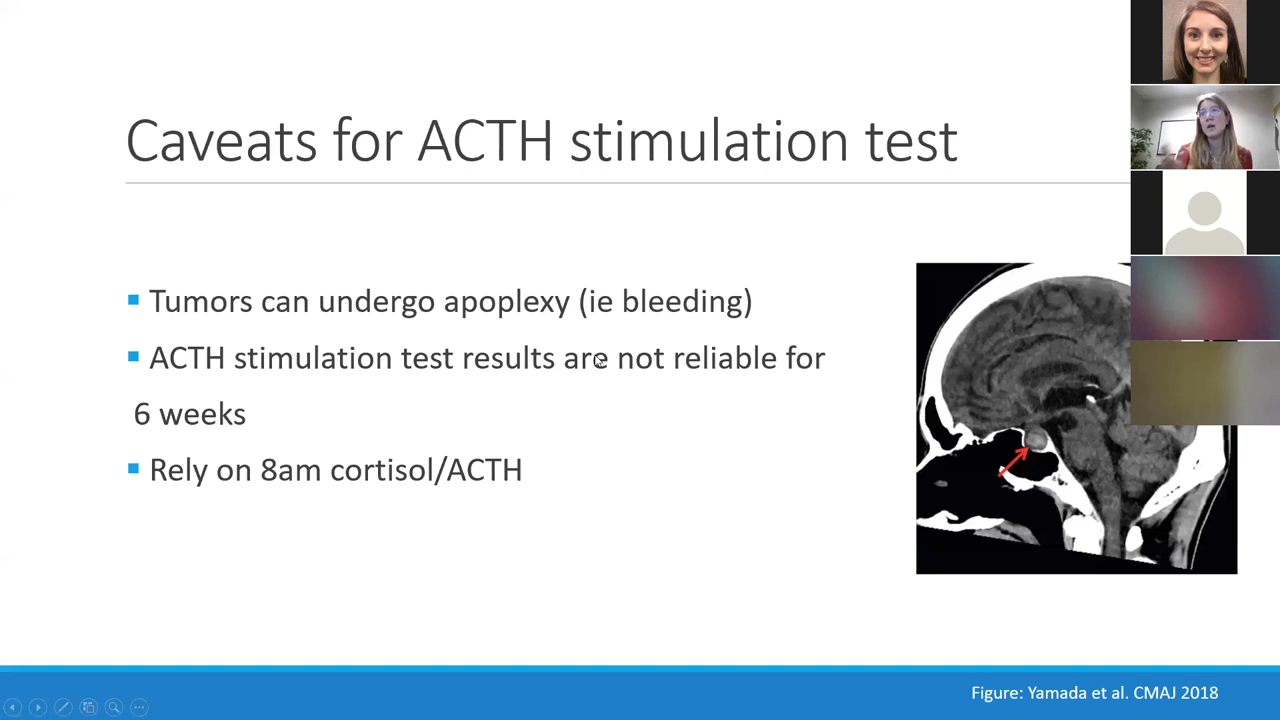 Caveats for ACTH stimulation test
Tumors can undergo apoplexy (ie bleeding)
ACTH stimulation test results are not reliable for
6 weeks
Rely on 8am cortisol/ACTH
Figure: Yamada et al. CMAJ 2018